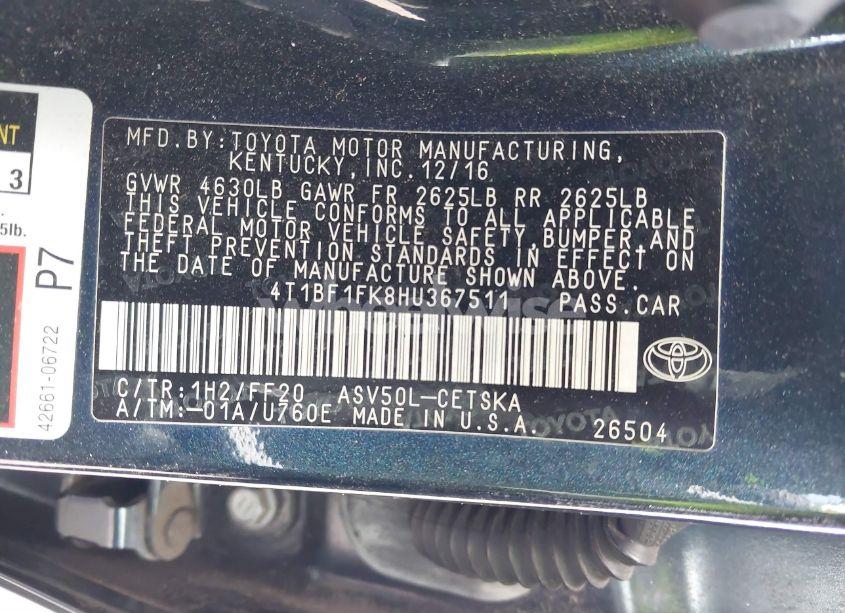 MFD.BY:TOYOTA MOTOR MANUFACTURING,
KENTUCKY,INC.12/16
GVWR 4630LB GAWR FR 2625LB RR 2625LB
THIS VEHICLE CONFORMS TO ALL APPLICABLE
FEDERAL MOTOR VEHICLE SAFETY,BUMPER,AND
THEFT PREVENTION STANDARDS IN EFFECT ON
THE DATE OF MANUFACTURE SHOWN ABOVE.
4T1BF1FK8HU367511 PASS.CAR
C/TR:1H2/FF20 ASV50L-CETSKA
A/TM:-01A/U760E MADE IN U.S.A. 26504
3
5lb.
P7
42661-06722
TOYOTA